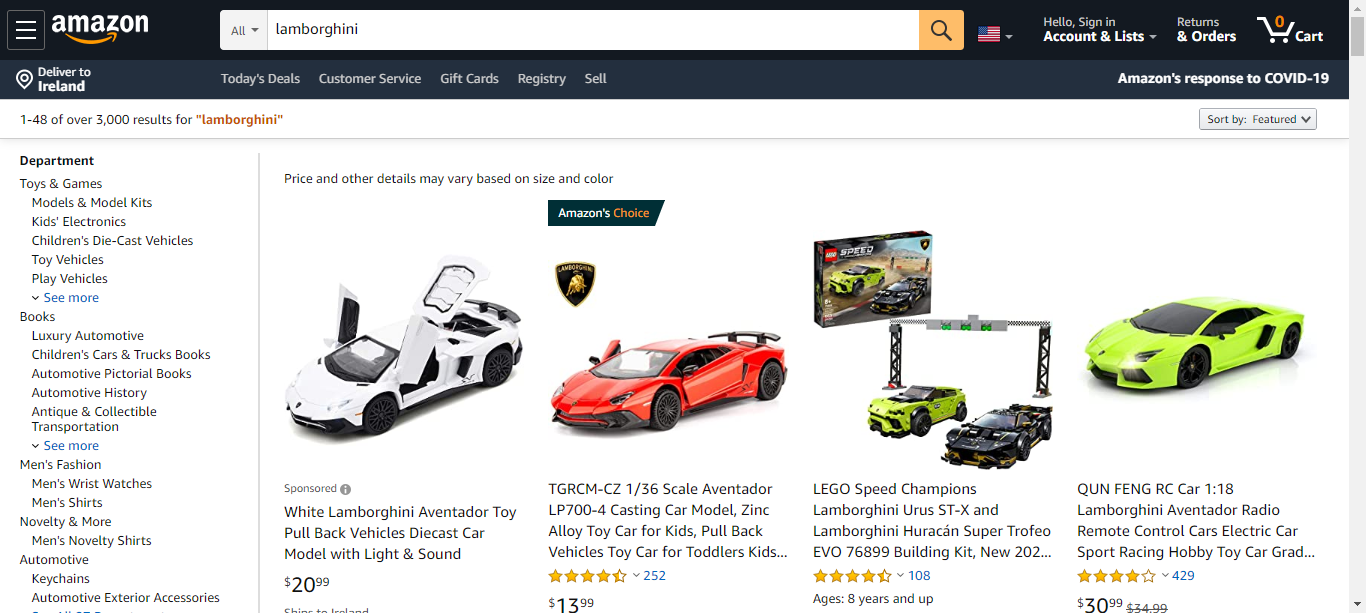 amazon
All
lamborghini
Hello, Sign in
Account & Lists
Returns
& Orders
0
Cart
Deliver to
Ireland
Today's Deals
Customer Service
Gift Cards
Registry
Sell
Amazon's response to COVID-19
1-48 of over 3,000 results for "lamborghini"
Sort by: Featured
Department
Toys & Games
Models & Model Kits
Kids' Electronics
Children's Die-Cast Vehicles
Toy Vehicles
Play Vehicles
See more
Books
Luxury Automotive
Children's Cars & Trucks Books
Automotive Pictorial Books
Automotive History
Antique & Collectible
Transportation
See more
Men's Fashion
Men's Wrist Watches
Men's Shirts
Novelty & More
Men's Novelty Shirts
Automotive
Keychains
Automotive Exterior Accessories
Price and other details may vary based on size and color
Sponsored
White Lamborghini Aventador Toy
Pull Back Vehicles Diecast Car
Model with Light & Sound
$20.99
Ships to Ireland
Amazon's Choice
LAMBORGHINI
TGRCM-CZ 1/36 Scale Aventador
LP700-4 Casting Car Model, Zinc
Alloy Toy Car for Kids, Pull Back
Vehicles Toy Car for Toddlers Kids...
252
$13.99
LEGO SPEED
LEGO Speed Champions
Lamborghini Urus ST-X and
Lamborghini Huracán Super Trofeo
EVO 76899 Building Kit, New 202...
108
Ages: 8 years and up
QUN FENG RC Car 1:18
Lamborghini Aventador Radio
Remote Control Cars Electric Car
Sport Racing Hobby Toy Car Grad...
429
$30.99 $34.99